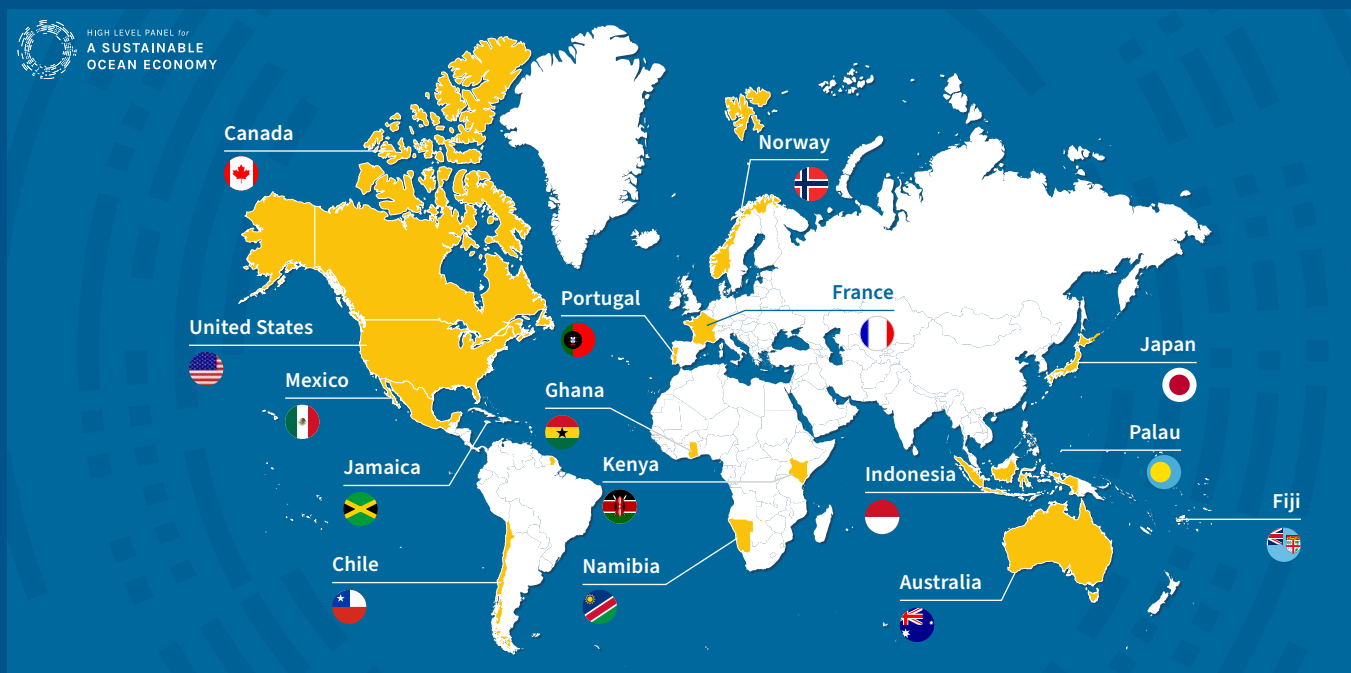 HIGH LEVEL PANEL for
A SUSTAINABLE
OCEAN ECONOMY
Canada
Norway
Portugal
France
United States
Japan
Mexico
Ghana
Palau
Jamaica
Kenya
Indonesia
Fiji
Chile
Namibia
Australia